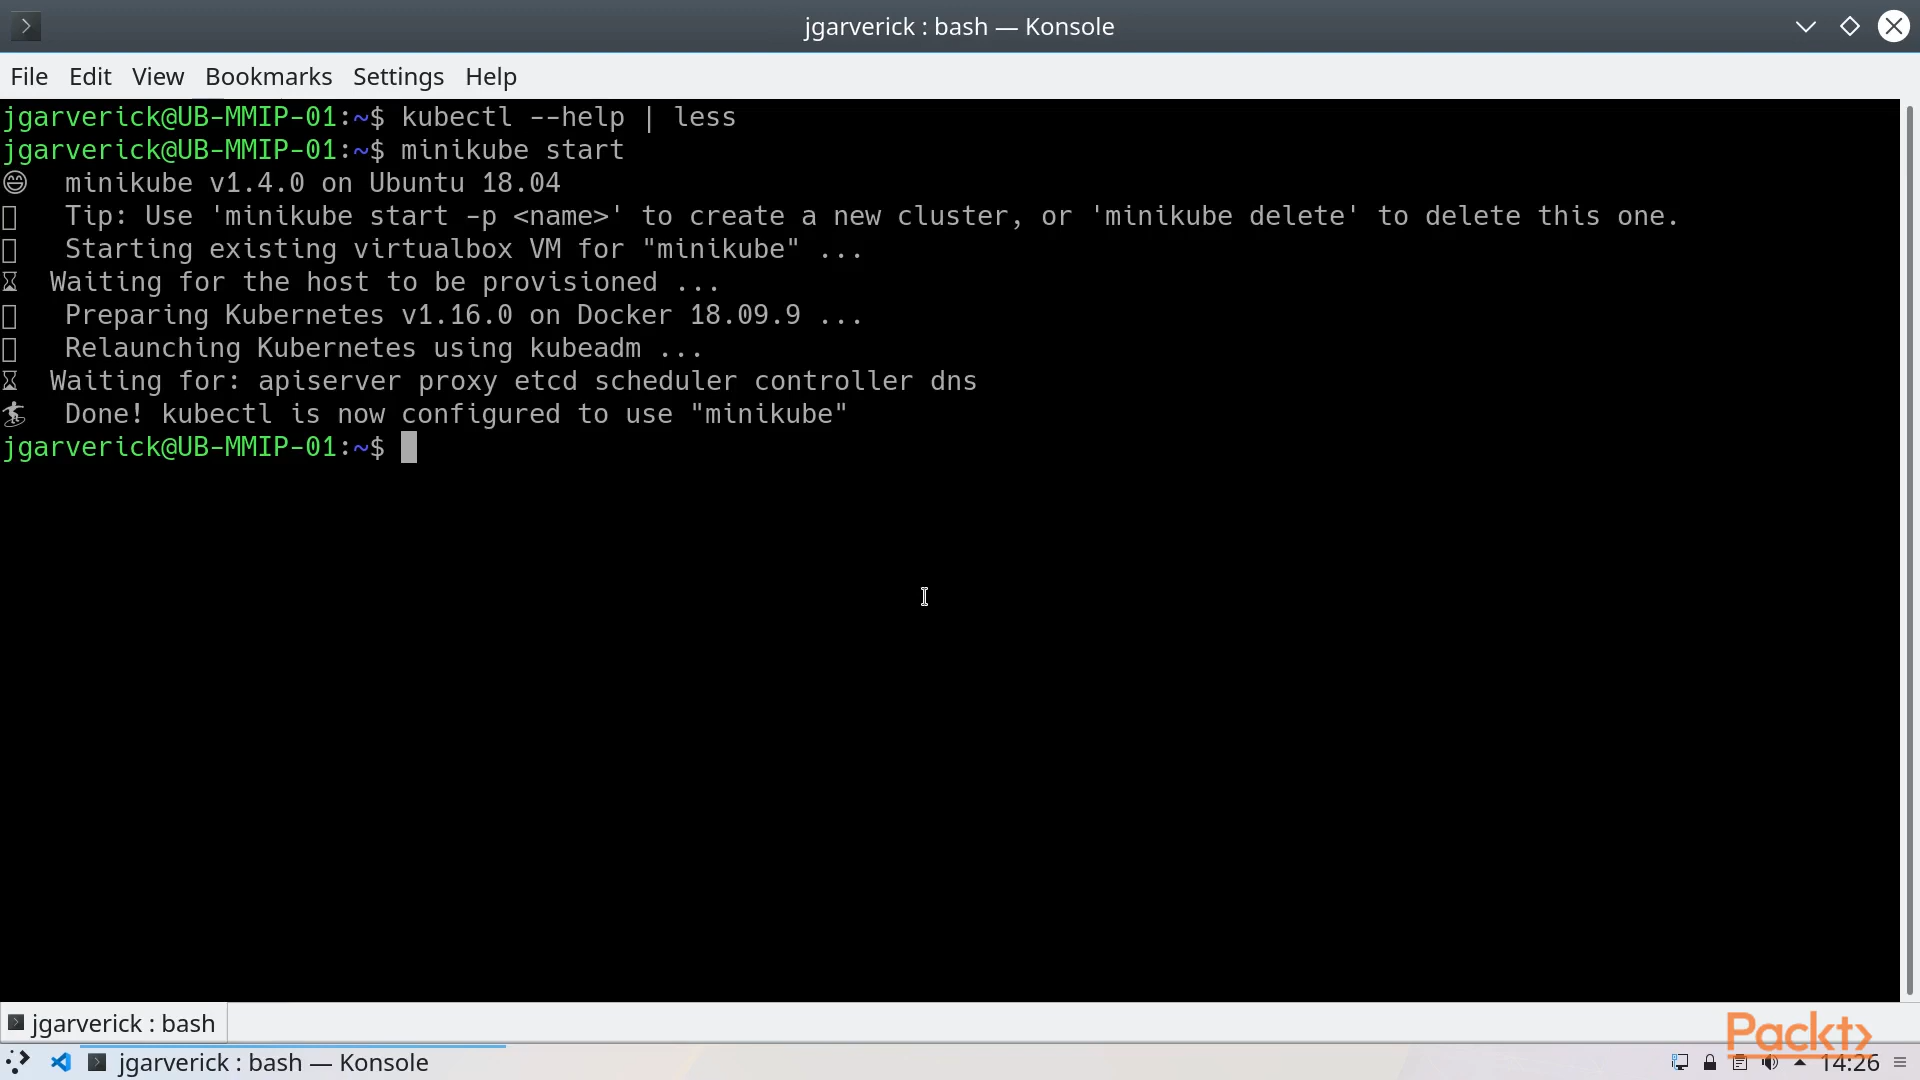 jgarverick : bash — Konsole
File Edit View Bookmarks Settings Help
jgarverick@UB-MMIP-01:~$ kubectl --help | less
jgarverick@UB-MMIP-01:~$ minikube start
😄 minikube v1.4.0 on Ubuntu 18.04
Tip: Use 'minikube start -p <name>' to create a new cluster, or 'minikube delete' to delete this one.
Starting existing virtualbox VM for "minikube" ...
⌛ Waiting for the host to be provisioned ...
Preparing Kubernetes v1.16.0 on Docker 18.09.9 ...
Relaunching Kubernetes using kubeadm ...
⌛ Waiting for: apiserver proxy etcd scheduler controller dns
🏄 Done! kubectl is now configured to use "minikube"
jgarverick@UB-MMIP-01:~$
jgarverick : bash
Packt>
jgarverick : bash — Konsole
14:26